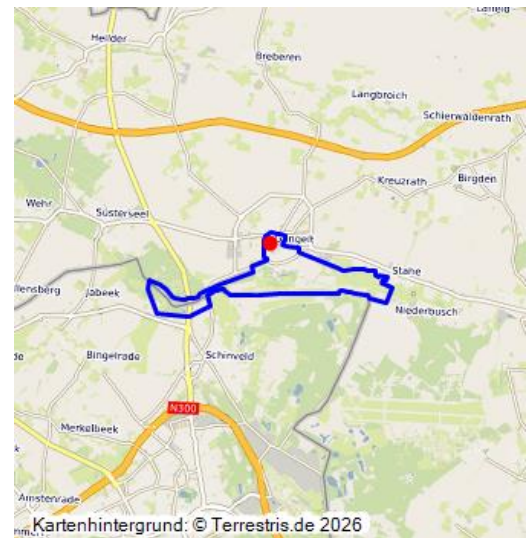 Heilder
Breberen
Langbroich
Schierwaldenrath
Kreuzrath
Birgden
Wehr
Süsterseel
Stahe
Jabeek
Niederbusch
Bingelrade
Schinveld
N300
Merkelbeek
Amstenrade
Kartenhintergrund: © Terrestris.de 2026